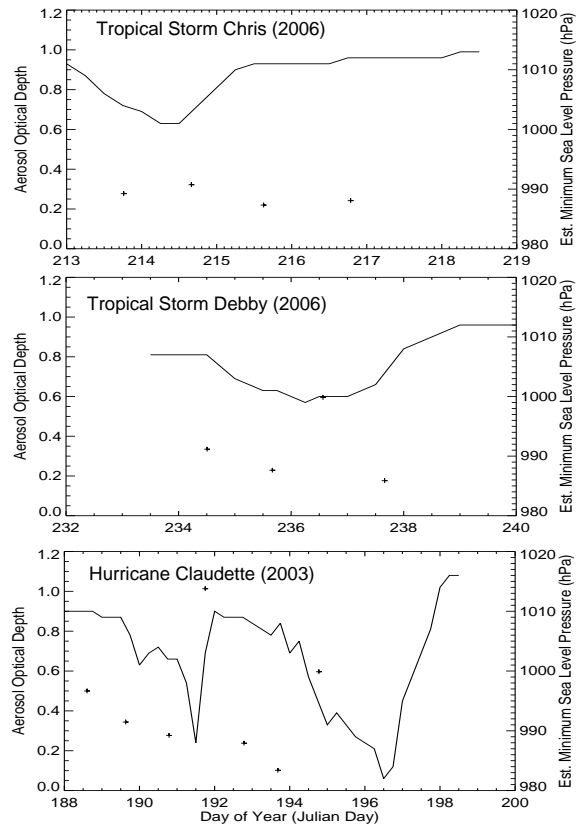 Tropical Storm Chris (2006)
Aerosol Optical Depth
Est. Minimum Sea Level Pressure (hPa)
1.2
1.0
0.8
0.6
0.4
0.2
0.0
1020
1010
1000
990
980
213 214 215 216 217 218 219
Tropical Storm Debby (2006)
Aerosol Optical Depth
Est. Minimum Sea Level Pressure (hPa)
1.2
1.0
0.8
0.6
0.4
0.2
0.0
1020
1010
1000
990
980
232 234 236 238 240
Hurricane Claudette (2003)
Aerosol Optical Depth
Est. Minimum Sea Level Pressure (hPa)
1.2
1.0
0.8
0.6
0.4
0.2
0.0
1020
1010
1000
990
980
188 190 192 194 196 198 200
Day of Year (Julian Day)